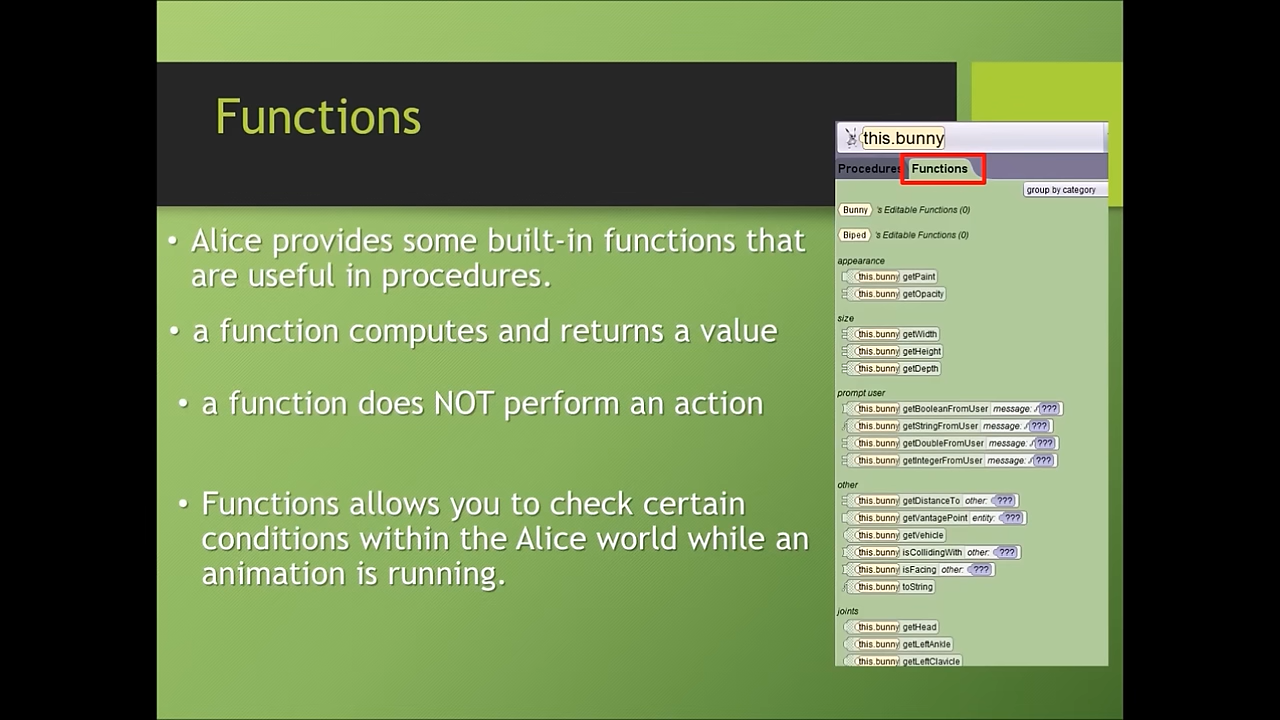 Functions
• Alice provides some built-in functions that
are useful in procedures.
• a function computes and returns a value
• a function does NOT perform an action
• Functions allows you to check certain
conditions within the Alice world while an
animation is running.
this.bunny
Procedures Functions
group by category
Bunny 's Editable Functions (0)
Biped 's Editable Functions (0)
appearance
this.bunny getPaint
this.bunny getOpacity
size
this.bunny getWidth
this.bunny getHeight
this.bunny getDepth
prompt user
this.bunny getBooleanFromUser message: ???
this.bunny getStringFromUser message: ???
this.bunny getDoubleFromUser message: ???
this.bunny getIntegerFromUser message: ???
other
this.bunny getDistanceTo other: ???
this.bunny getVantagePoint entity: ???
this.bunny getVehicle
this.bunny isCollidingWith other: ???
this.bunny isFacing other: ???
this.bunny toString
joints
this.bunny getHead
this.bunny getLeftAnkle
this.bunny getLeftClavicle